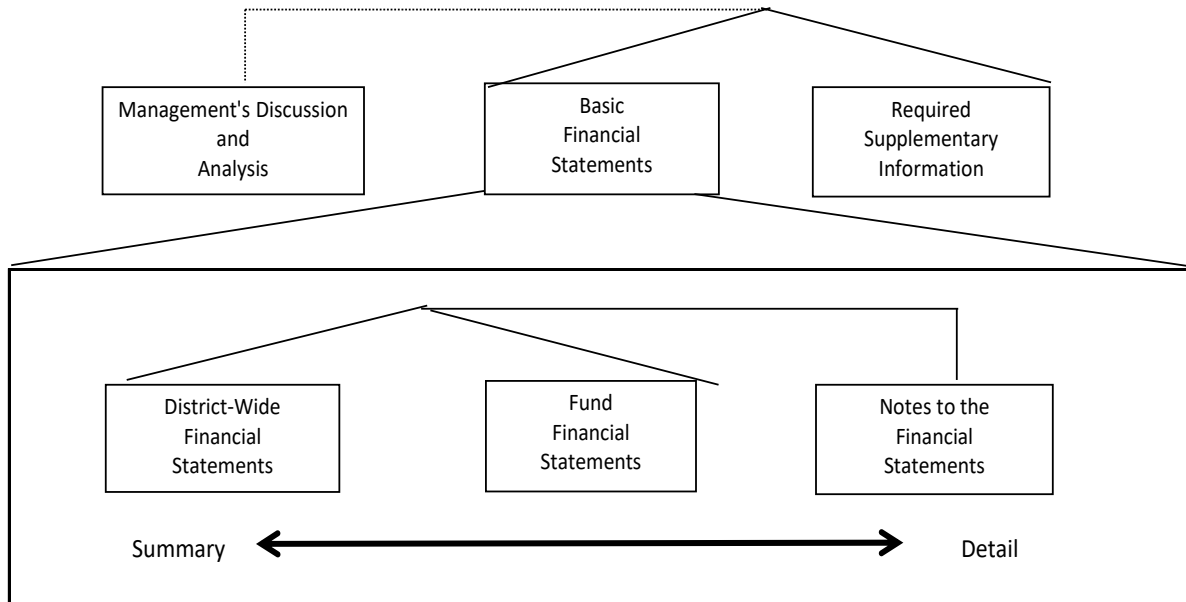 Management's Discussion
and
Analysis
Basic
Financial
Statements
Required
Supplementary
Information
District-Wide
Financial
Statements
Fund
Financial
Statements
Notes to the
Financial
Statements
Summary
Detail